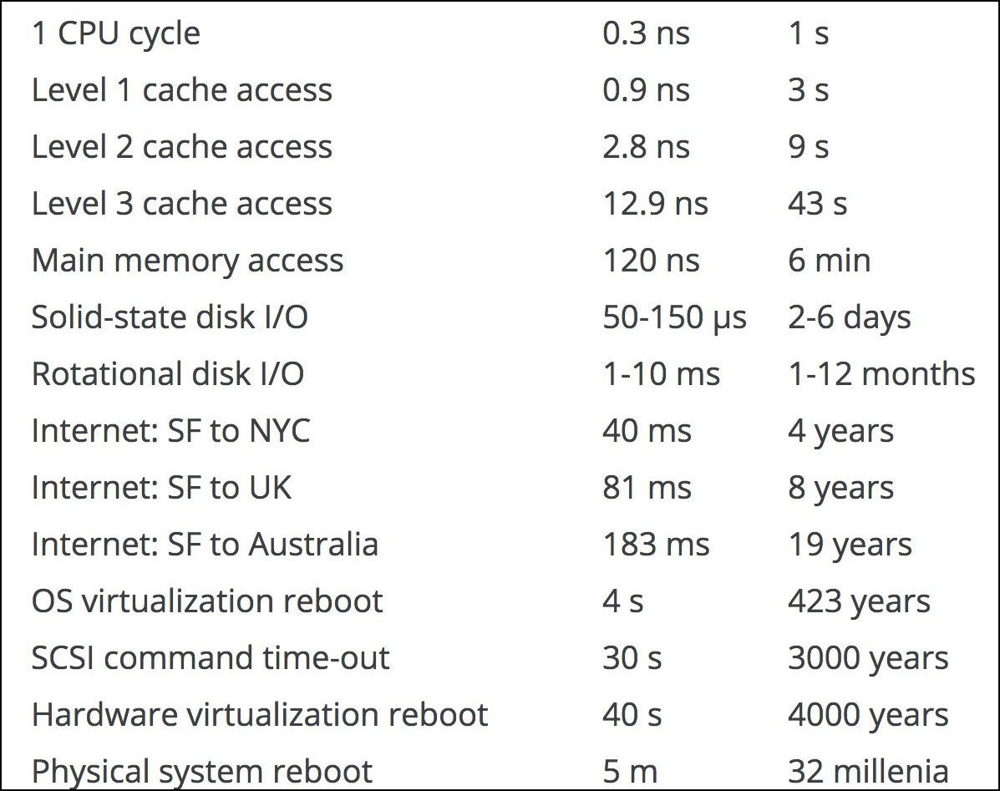 1 CPU cycle 0.3 ns 1 s
Level 1 cache access 0.9 ns 3 s
Level 2 cache access 2.8 ns 9 s
Level 3 cache access 12.9 ns 43 s
Main memory access 120 ns 6 min
Solid-state disk I/O 50-150 μs 2-6 days
Rotational disk I/O 1-10 ms 1-12 months
Internet: SF to NYC 40 ms 4 years
Internet: SF to UK 81 ms 8 years
Internet: SF to Australia 183 ms 19 years
OS virtualization reboot 4 s 423 years
SCSI command time-out 30 s 3000 years
Hardware virtualization reboot 40 s 4000 years
Physical system reboot 5 m 32 millenia